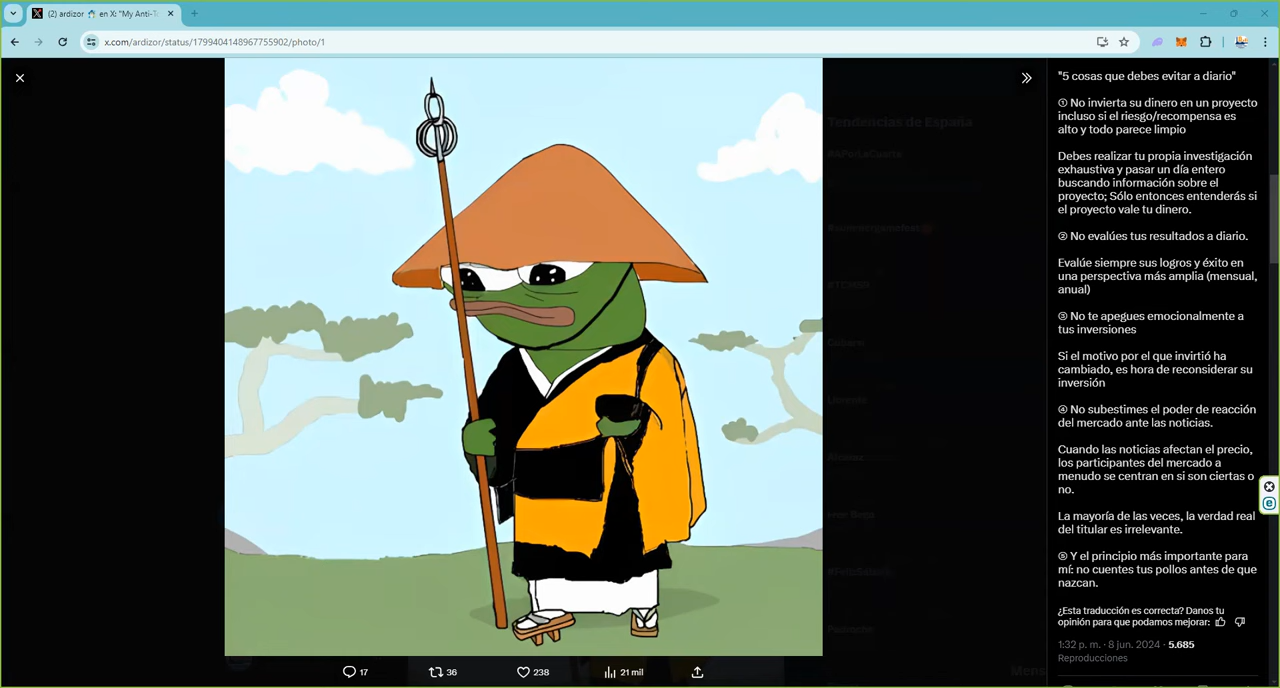 (2) ardizor en X: "My Anti-T
x.com/ardizor/status/1799404148967755902/photo/1
Tendencias de España
"5 cosas que debes evitar a diario"
① No invierta su dinero en un proyecto
incluso si el riesgo/recompensa es
alto y todo parece limpio
Debes realizar tu propia investigación
exhaustiva y pasar un día entero
buscando información sobre el
proyecto; Sólo entonces entenderás si
el proyecto vale tu dinero.
② No evalúes tus resultados a diario.
Evalúe siempre sus logros y éxito en
una perspectiva más amplia (mensual,
anual)
③ No te apegues emocionalmente a
tus inversiones
Si el motivo por el que invirtió ha
cambiado, es hora de reconsiderar su
inversión
④ No subestimes el poder de reacción
del mercado ante las noticias.
Cuando las noticias afectan el precio,
los participantes del mercado a
menudo se centran en si son ciertas o
no.
La mayoría de las veces, la verdad real
del titular es irrelevante.
⑤ Y el principio más importante para
mí: no cuentes tus pollos antes de que
nazcan.
¿Esta traducción es correcta? Danos tu
opinión para que podamos mejorar:
1:32 p. m. · 8 jun. 2024 · 5.685
Reproducciones
17
36
238
21 mil